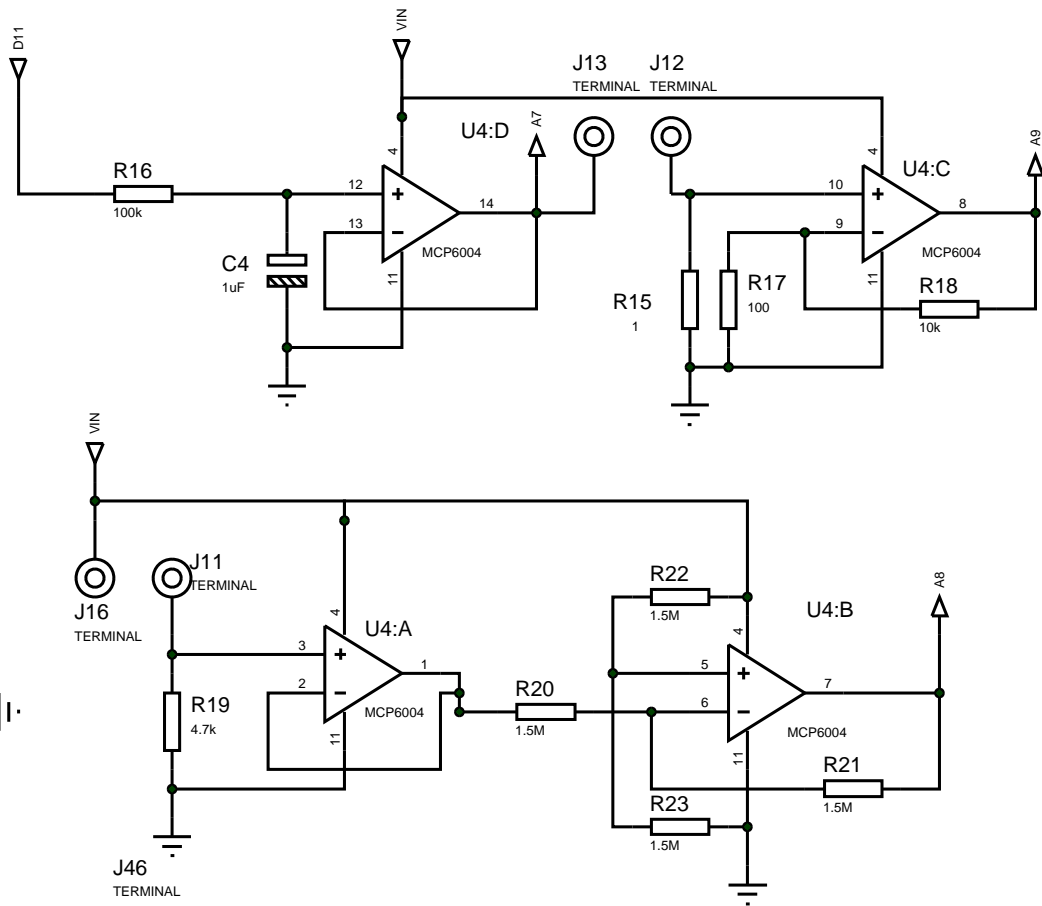 D11
VIN
J13
TERMINAL
J12
TERMINAL
U4:D
A7
4
R16
100k
12
+
13
−
14
MCP6004
11
C4
1uF
4
U4:C
A9
10
+
9
−
8
MCP6004
11
R15
1
R17
100
R18
10k
VIN
J16
TERMINAL
J11
TERMINAL
4
U4:A
3
+
2
−
1
MCP6004
11
R19
4.7k
R20
1.5M
R22
1.5M
4
U4:B
A8
5
+
6
−
7
MCP6004
11
R21
1.5M
R23
1.5M
J46
TERMINAL